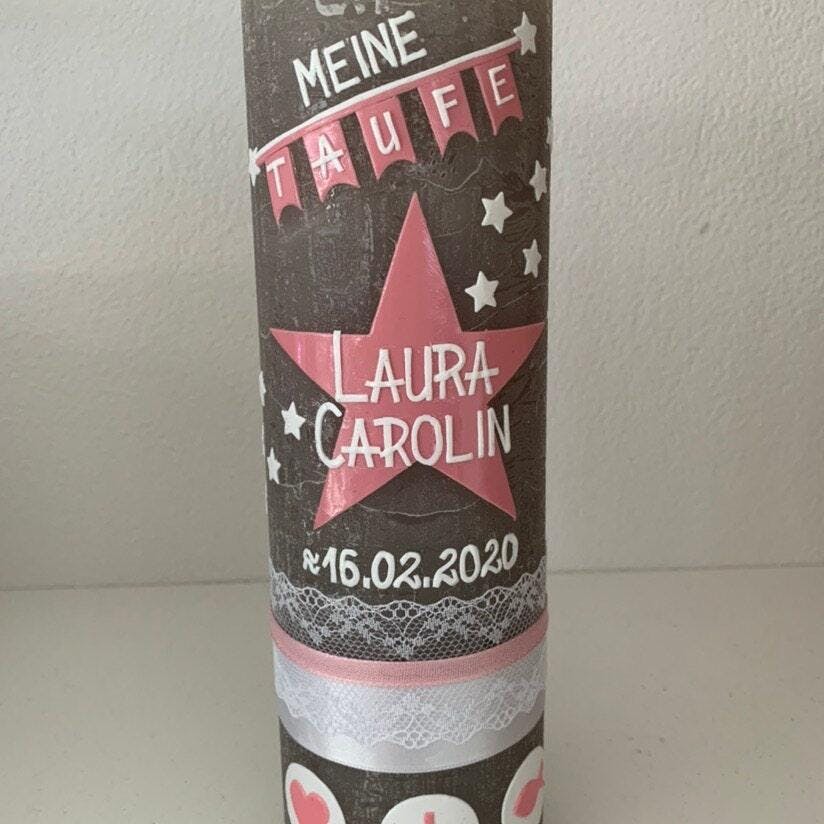 MEINE
TAUFE
LAURA
CAROLIN
≈16.02.2020